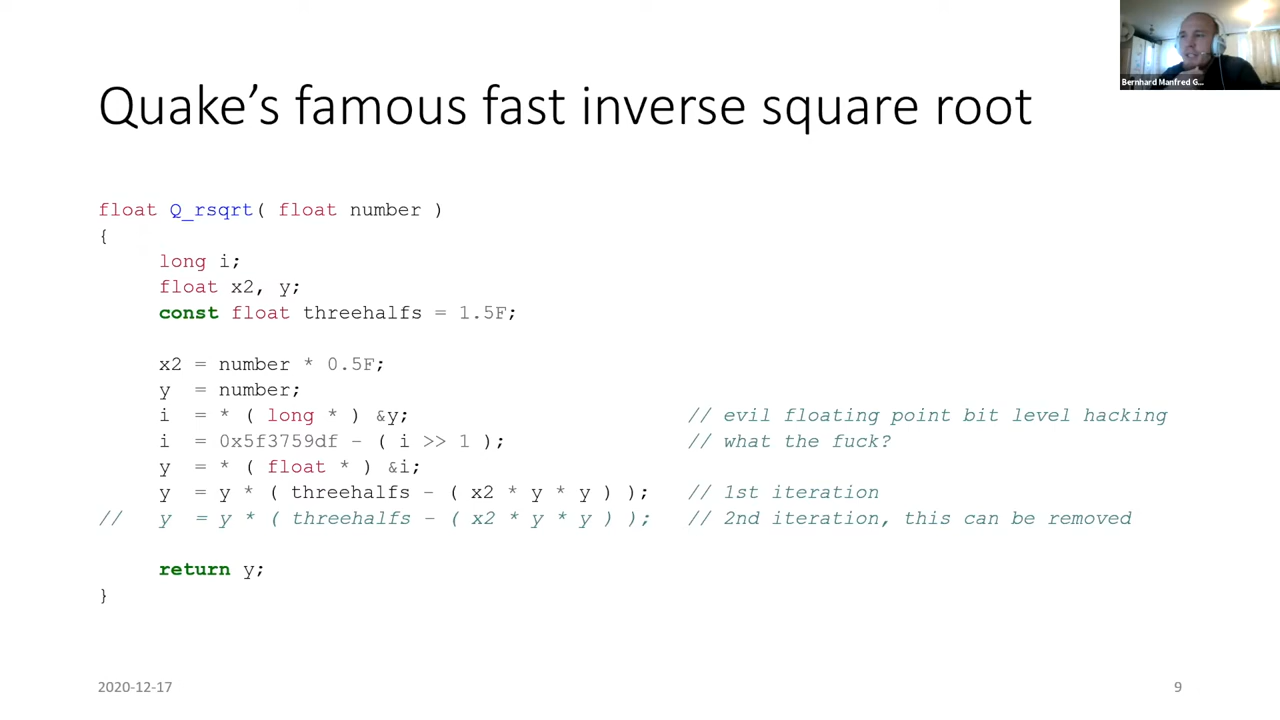 Bernhard Manfred G...
Quake's famous fast inverse square root
float Q_rsqrt( float number )
{
long i;
float x2, y;
const float threehalfs = 1.5F;
x2 = number * 0.5F;
y = number;
i = * ( long * ) &y; // evil floating point bit level hacking
i = 0x5f3759df - ( i >> 1 ); // what the fuck?
y = * ( float * ) &i;
y = y * ( threehalfs - ( x2 * y * y ) ); // 1st iteration
// y = y * ( threehalfs - ( x2 * y * y ) ); // 2nd iteration, this can be removed
return y;
}
2020-12-17 9